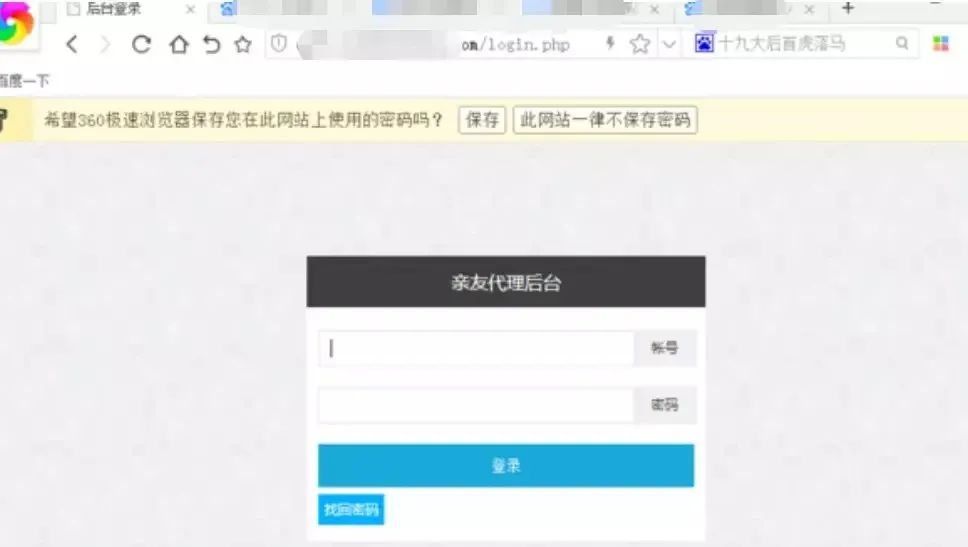 后台登录
om/login.php
十九大后首虎落马
百度一下
希望360极速浏览器保存您在此网站上使用的密码吗？ 保存 此网站一律不保存密码
亲友代理后台
帐号
密码
登录
找回密码